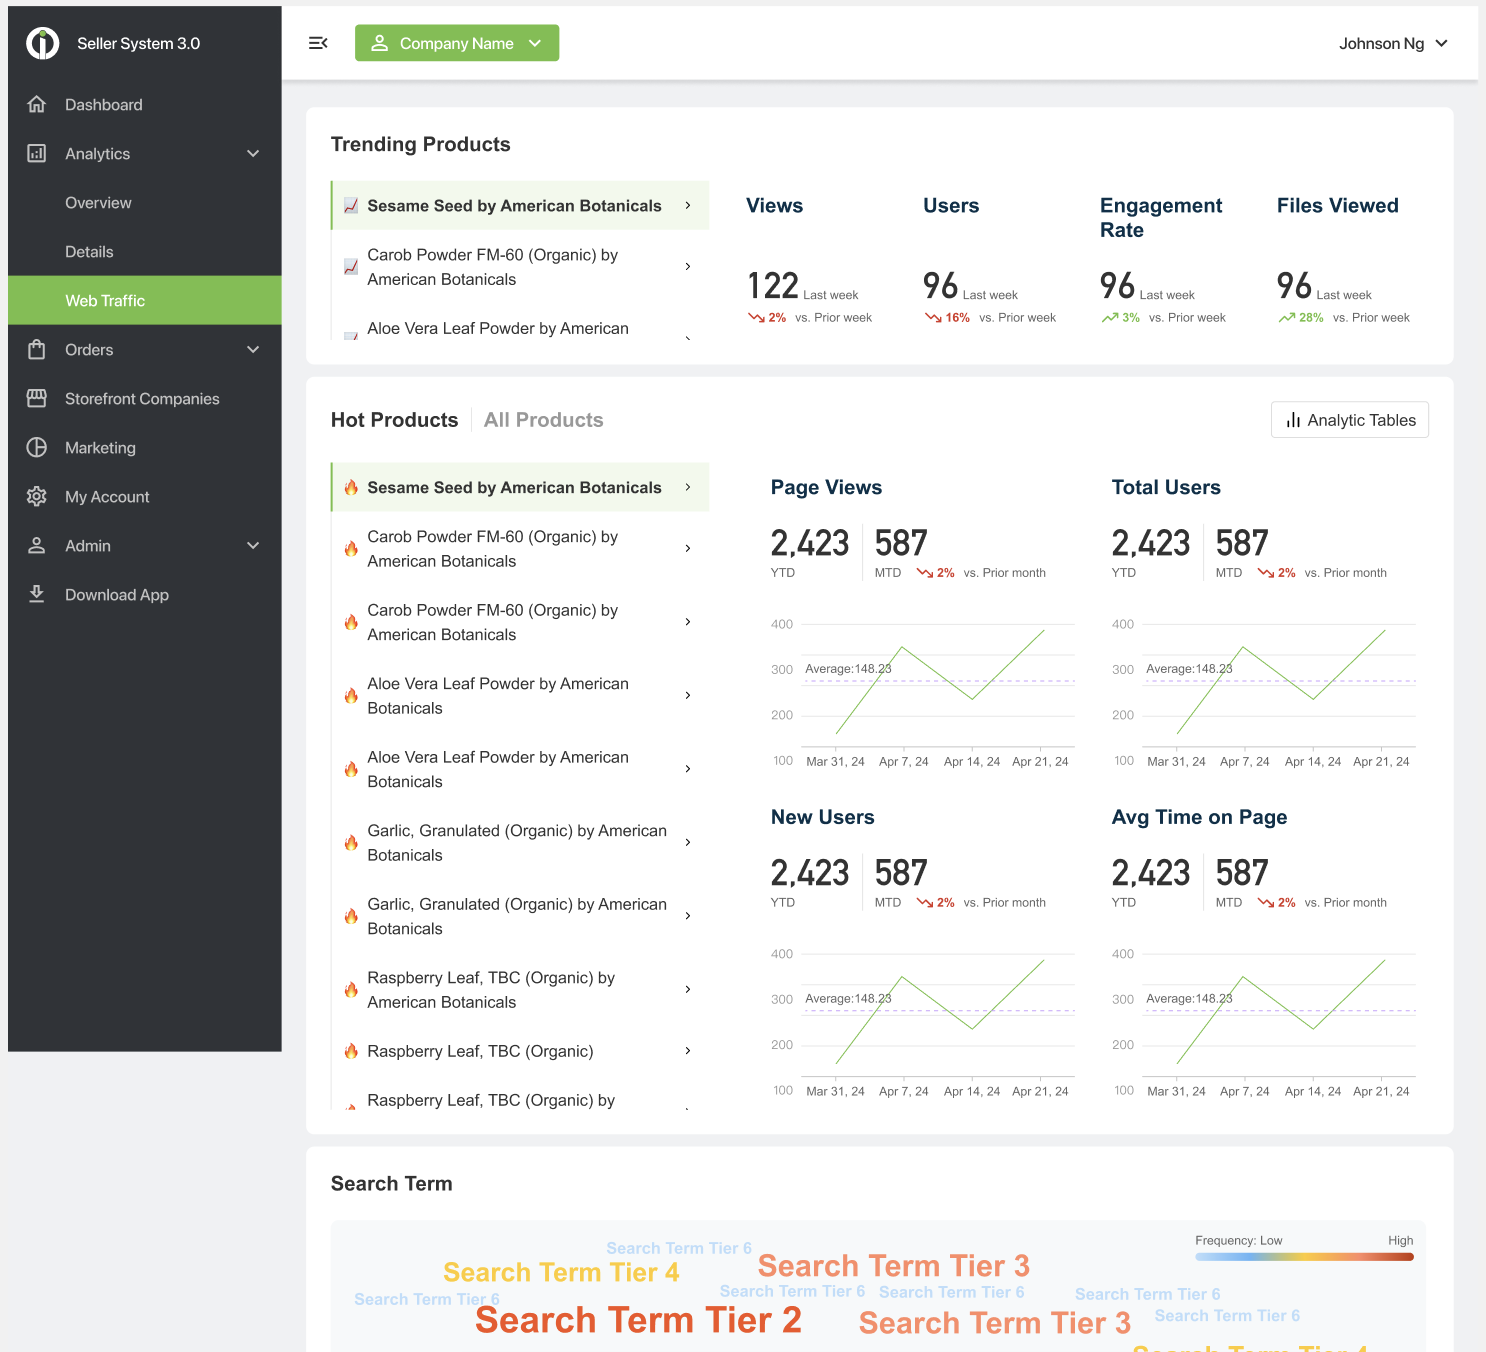 Seller System 3.0
Company Name
Johnson Ng
Dashboard
Analytics
Overview
Details
Web Traffic
Orders
Storefront Companies
Marketing
My Account
Admin
Download App
Trending Products
Sesame Seed by American Botanicals
Carob Powder FM-60 (Organic) by
American Botanicals
Aloe Vera Leaf Powder by American
Views
122 Last week
2% vs. Prior week
Users
96 Last week
16% vs. Prior week
Engagement
Rate
96 Last week
3% vs. Prior week
Files Viewed
96 Last week
28% vs. Prior week
Hot Products
All Products
Analytic Tables
Sesame Seed by American Botanicals
Carob Powder FM-60 (Organic) by
American Botanicals
Carob Powder FM-60 (Organic) by
American Botanicals
Aloe Vera Leaf Powder by American
Botanicals
Aloe Vera Leaf Powder by American
Botanicals
Garlic, Granulated (Organic) by American
Botanicals
Garlic, Granulated (Organic) by American
Botanicals
Raspberry Leaf, TBC (Organic) by
American Botanicals
Raspberry Leaf, TBC (Organic)
Raspberry Leaf, TBC (Organic) by
Page Views
2,423 587
YTD MTD 2% vs. Prior month
400
300 Average:148.23
200
100 Mar 31, 24 Apr 7, 24 Apr 14, 24 Apr 21, 24
Total Users
2,423 587
YTD MTD 2% vs. Prior month
400
300 Average:148.23
200
100 Mar 31, 24 Apr 7, 24 Apr 14, 24 Apr 21, 24
New Users
2,423 587
YTD MTD 2% vs. Prior month
400
300 Average:148.23
200
100 Mar 31, 24 Apr 7, 24 Apr 14, 24 Apr 21, 24
Avg Time on Page
2,423 587
YTD MTD 2% vs. Prior month
400
300 Average:148.23
200
100 Mar 31, 24 Apr 7, 24 Apr 14, 24 Apr 21, 24
Search Term
Frequency: Low High
Search Term Tier 6
Search Term Tier 3
Search Term Tier 4
Search Term Tier 6
Search Term Tier 6
Search Term Tier 6
Search Term Tier 6
Search Term Tier 2
Search Term Tier 3
Search Term Tier 6
Search Term Tier 4